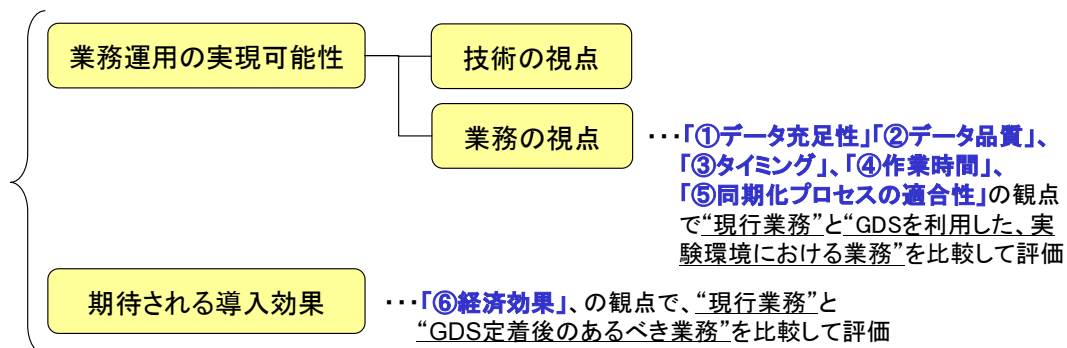 業務運用の実現可能性
技術の視点
業務の視点
・・・「①データ充足性」「②データ品質」、
「③タイミング」、「④作業時間」、
「⑤同期化プロセスの適合性」の観点
で“現行業務”と“GDSを利用した、実
験環境における業務”を比較して評価
期待される導入効果
・・・「⑥経済効果」、の観点で、“現行業務”と
“GDS定着後のあるべき業務”を比較して評価